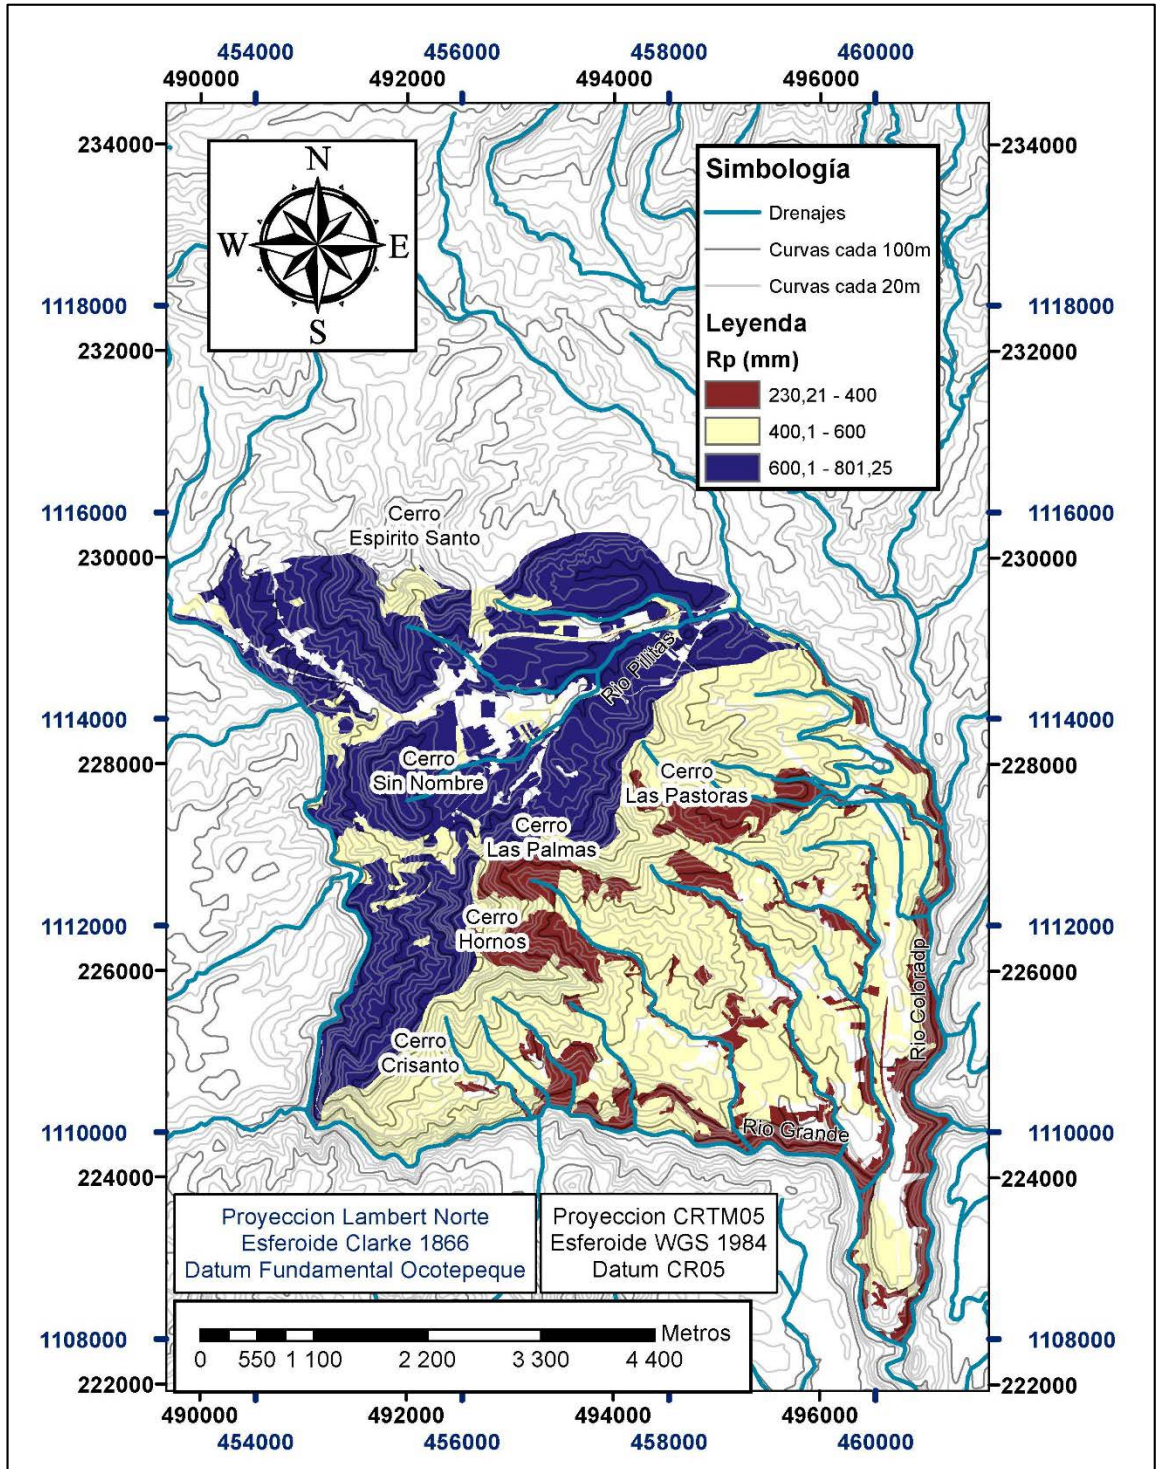 454000 456000 458000 460000
490000 492000 494000 496000
234000 234000
N
W E
S
Simbología
Drenajes
Curvas cada 100m
Curvas cada 20m
Leyenda
Rp (mm)
230,21 - 400
400,1 - 600
600,1 - 801,25
1118000 1118000
232000 232000
1116000 1116000
230000 230000
Cerro
Espirito Santo
Rio Pilitas
1114000 1114000
228000 228000
Cerro
Sin Nombre
Cerro
Las Pastoras
Cerro
Las Palmas
1112000 1112000
226000 226000
Cerro
Hornos
Rio Coloradp
Cerro
Crisanto
1110000 1110000
Rio Grande
224000 224000
Proyeccion Lambert Norte
Esferoide Clarke 1866
Datum Fundamental Ocotepeque
Proyeccion CRTM05
Esferoide WGS 1984
Datum CR05
Metros
0 550 1 100 2 200 3 300 4 400
1108000 1108000
222000 222000
490000 492000 494000 496000
454000 456000 458000 460000